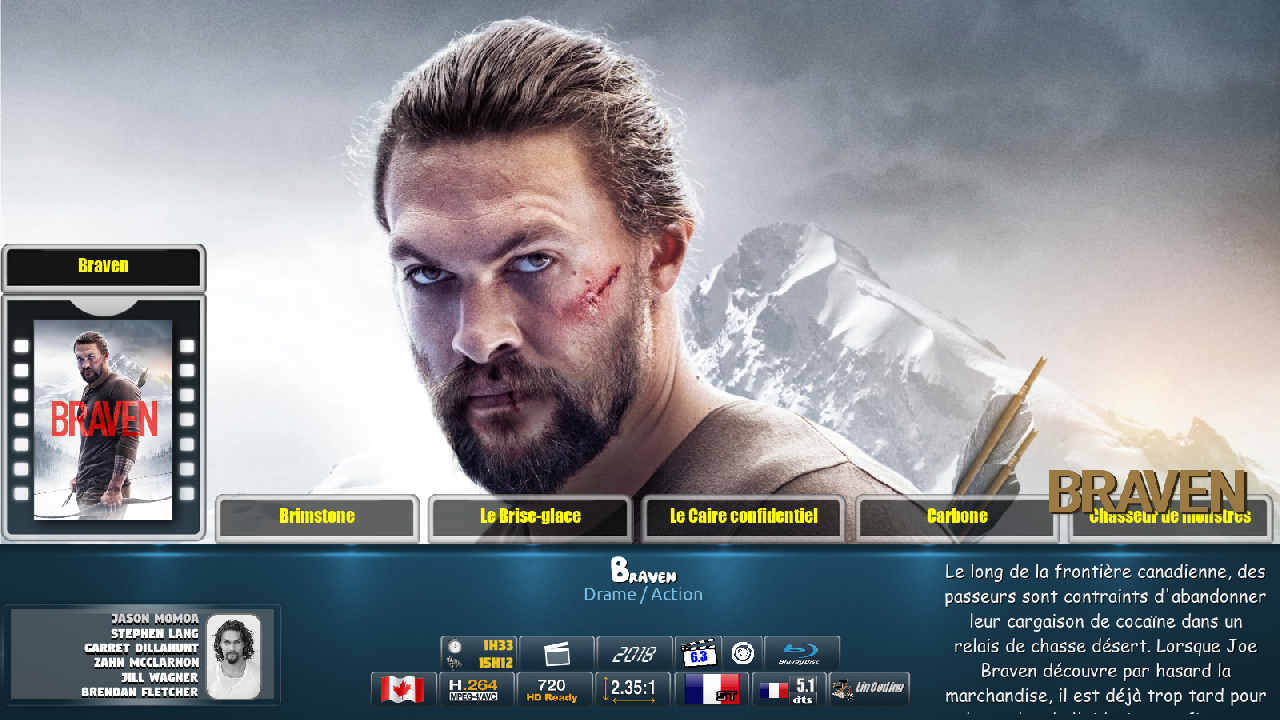 Braven
BRAVEN
Brimstone
Le Brise-glace
Le Caire confidentiel
Carbone
Chasseur de monstres
BRAVEN
BRAVEN
Drame / Action
JASON MOMOA
STEPHEN LANG
GARRET DILLAHUNT
ZAHN MCCLARNON
JILL WAGNER
BRENDAN FLETCHER
1H33
15H12
2018
6.3
Blu-ray Disc
H.264
MPEG-4/AVC
720
HD Ready
2.35:1
ST
5.1
dts
Le long de la frontière canadienne, des
passeurs sont contraints d'abandonner
leur cargaison de cocaïne dans un
relais de chasse désert. Lorsque Joe
Braven découvre par hasard la
marchandise, il est déjà trop tard pour